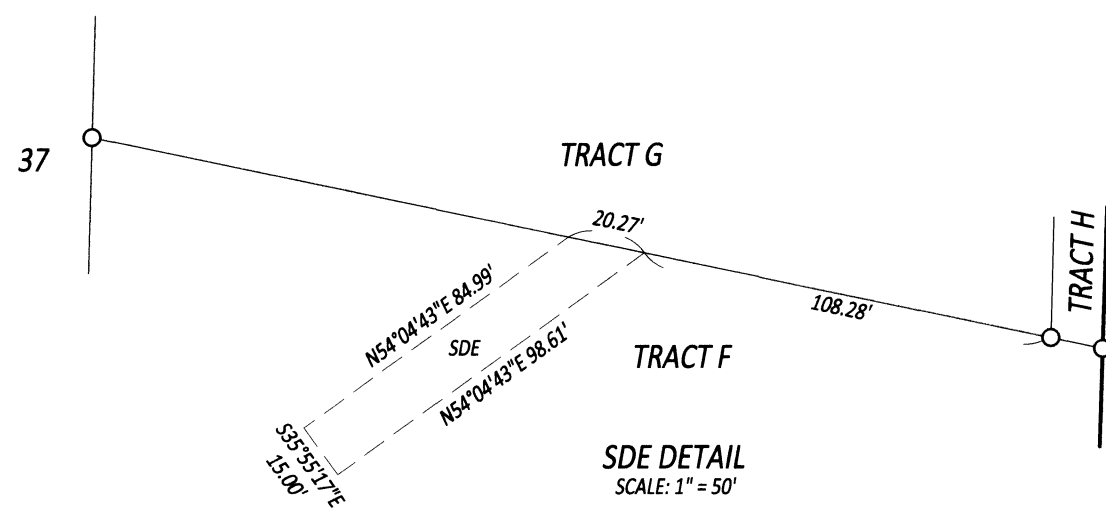 37
TRACT G
20.27'
TRACT H
N54°04'43"E 84.99'
108.28'
SDE
N54°04'43"E 98.61'
TRACT F
S35°55'17"E
15.00'
SDE DETAIL
SCALE: 1" = 50'